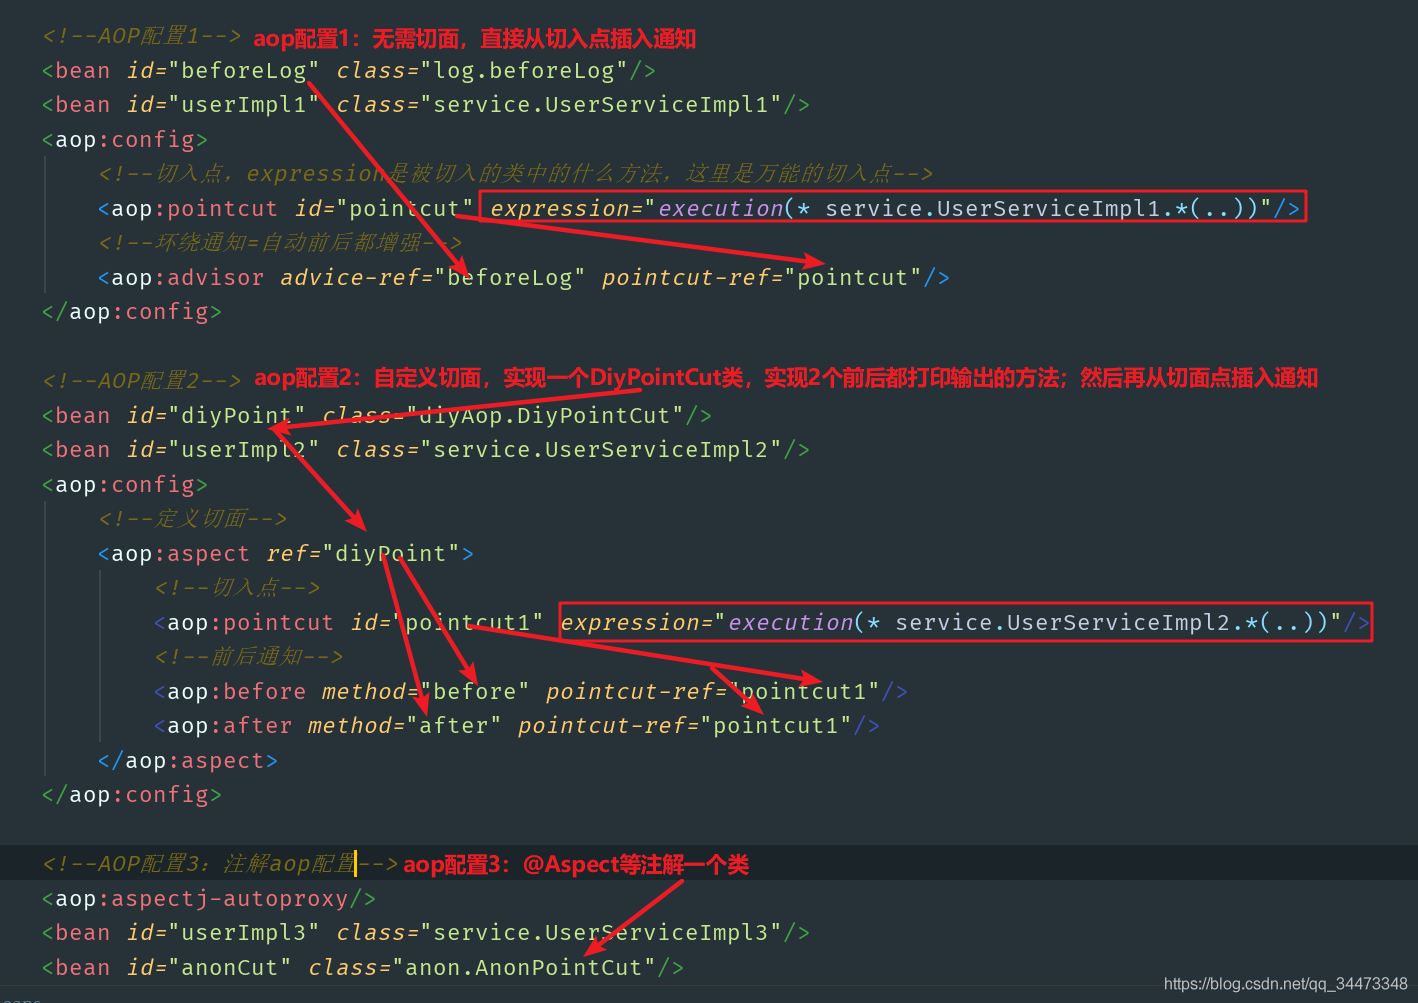 <!--AOP配置1--> aop配置1：无需切面，直接从切入点插入通知
<bean id="beforeLog" class="log.beforeLog"/>
<bean id="userImpl1" class="service.UserServiceImpl1"/>
<aop:config>
<!--切入点，expression是被切入的类中的什么方法，这里是万能的切入点-->
<aop:pointcut id="pointcut" expression="execution(* service.UserServiceImpl1.*(..))"/>
<!--环绕通知=自动前后都增强-->
<aop:advisor advice-ref="beforeLog" pointcut-ref="pointcut"/>
</aop:config>
<!--AOP配置2--> aop配置2：自定义切面，实现一个DiyPointCut类，实现2个前后都打印输出的方法；然后再从切面点插入通知
<bean id="diyPoint" class="diyAop.DiyPointCut"/>
<bean id="userImpl2" class="service.UserServiceImpl2"/>
<aop:config>
<!--定义切面-->
<aop:aspect ref="diyPoint">
<!--切入点-->
<aop:pointcut id="pointcut1" expression="execution(* service.UserServiceImpl2.*(..))"/>
<!--前后通知-->
<aop:before method="before" pointcut-ref="pointcut1"/>
<aop:after method="after" pointcut-ref="pointcut1"/>
</aop:aspect>
</aop:config>
<!--AOP配置3：注解aop配置--> aop配置3：@Aspect等注解一个类
<aop:aspectj-autoproxy/>
<bean id="userImpl3" class="service.UserServiceImpl3"/>
<bean id="anonCut" class="anon.AnonPointCut"/>
https://blog.csdn.net/qq_34473348